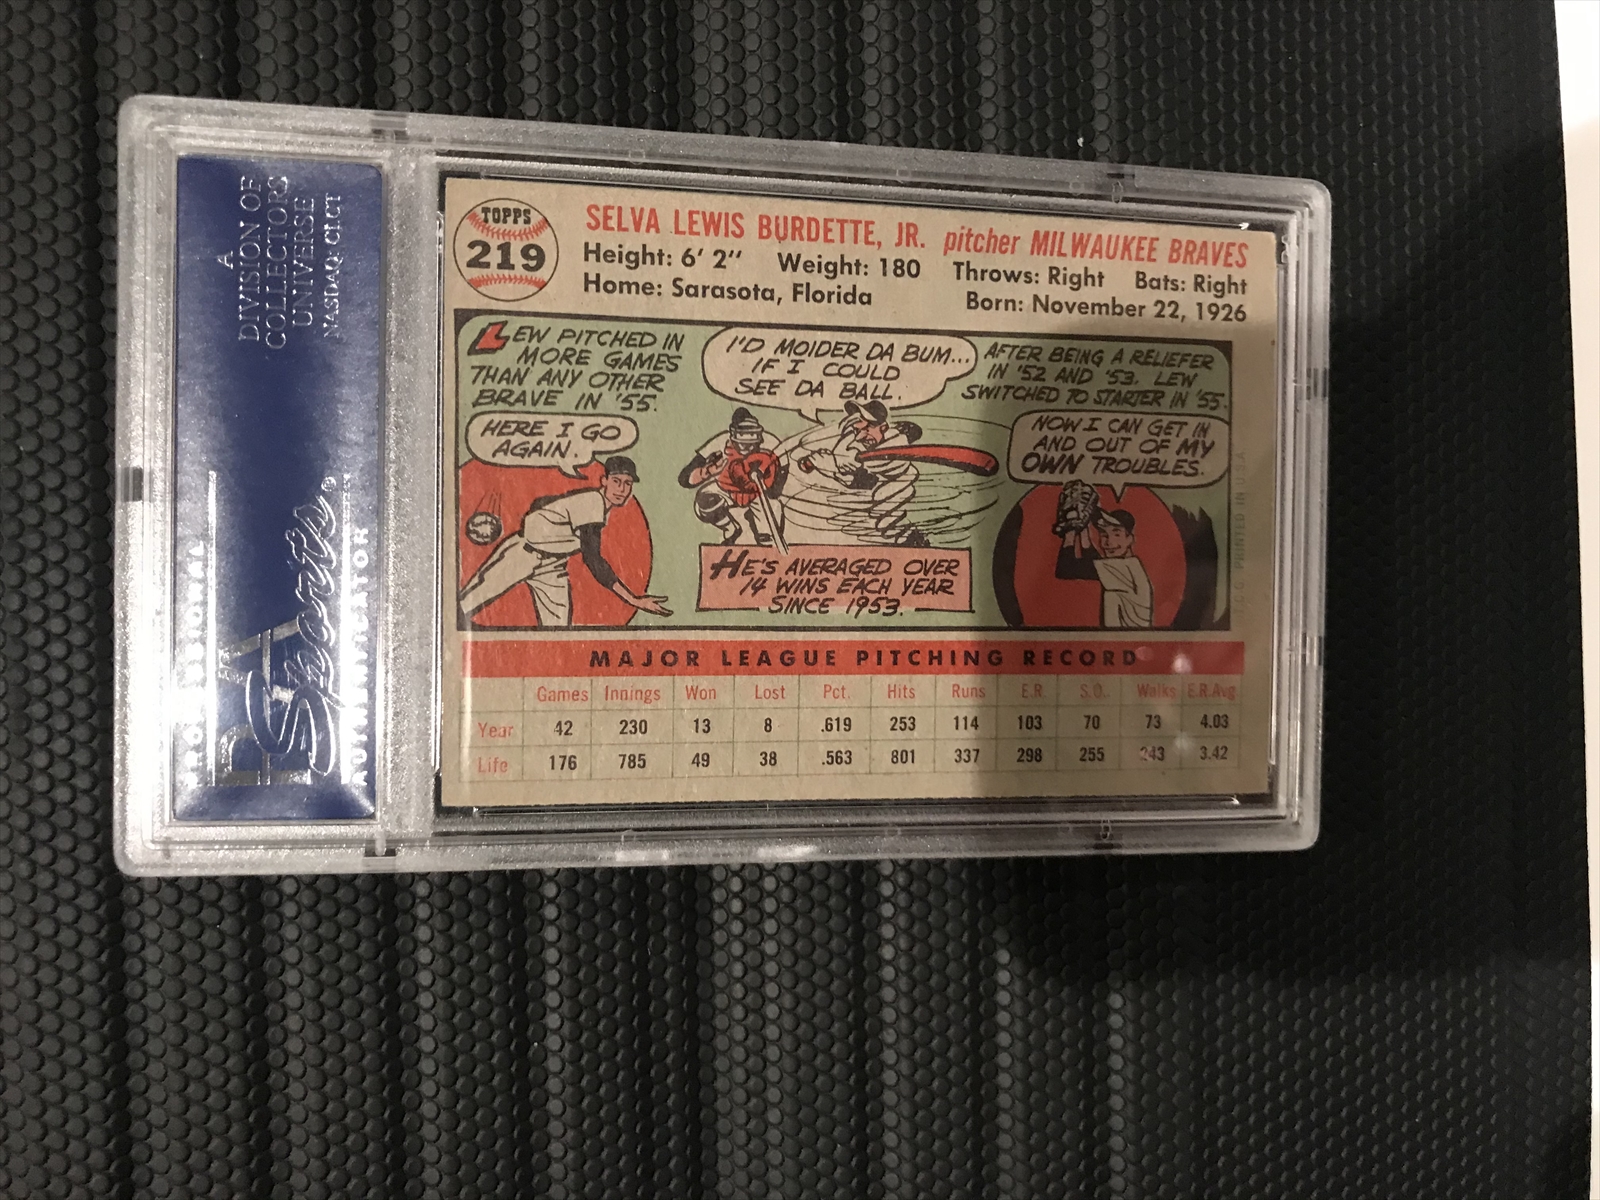 A
DIVISION OF
COLLECTORS
UNIVERSE
NASDAQ: CLCT
PROFESSIONAL
PSA
Sports®
AUTHENTICATOR
TOPPS
219
SELVA LEWIS BURDETTE, JR. pitcher MILWAUKEE BRAVES
Height: 6' 2" Weight: 180 Throws: Right Bats: Right
Home: Sarasota, Florida Born: November 22, 1926
LEW PITCHED IN
MORE GAMES
THAN ANY OTHER
BRAVE IN '55.
HERE I GO
AGAIN.
I'D MOIDER DA BUM...
IF I COULD
SEE DA BALL.
HE'S AVERAGED OVER
14 WINS EACH YEAR
SINCE 1953.
AFTER BEING A RELIEFER
IN '52 AND '53, LEW
SWITCHED TO STARTER IN '55.
NOW I CAN GET IN
AND OUT OF MY
OWN TROUBLES.
T.C.G. PRINTED IN U.S.A.
MAJOR LEAGUE PITCHING RECORD
Games Innings Won Lost Pct. Hits Runs E.R. S.O. Walks E.R.Avg
Year 42 230 13 8 .619 253 114 103 70 73 4.03
Life 176 785 49 38 .563 801 337 298 255 243 3.42